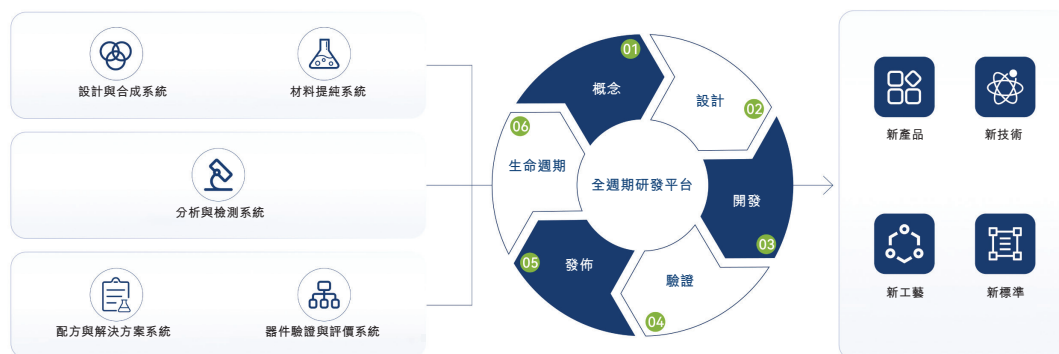 設計與合成系統
材料提純系統
分析與檢測系統
配方與解決方案系統
器件驗證與評價系統
01
概念
02
設計
03
開發
04
驗證
05
發佈
06
生命週期
全週期研發平台
新產品
新技術
新工藝
新標準